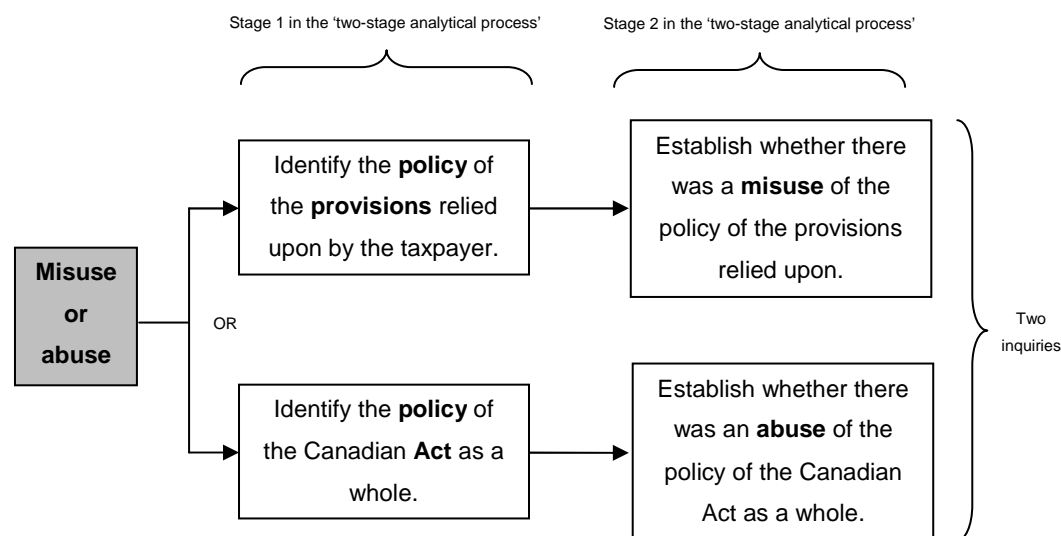 Stage 1 in the ‘two-stage analytical process’
Stage 2 in the ‘two-stage analytical process’
Identify the policy of
the provisions relied
upon by the taxpayer.
Establish whether there
was a misuse of the
policy of the provisions
relied upon.
Misuse
or
abuse
OR
Two
inquiries
Identify the policy of
the Canadian Act as a
whole.
Establish whether there
was an abuse of the
policy of the Canadian
Act as a whole.